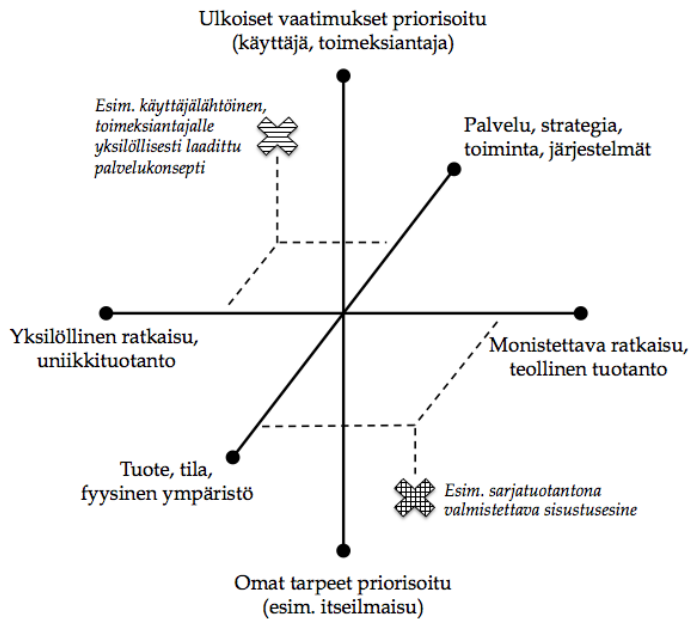 Ulkoiset vaatimukset priorisoitu
(käyttäjä, toimeksiantaja)
Esim. käyttäjälähtöinen,
toimeksiantajalle
yksilöllisesti laadittu
palvelukonsepti
Palvelu, strategia,
toiminta, järjestelmät
Yksilöllinen ratkaisu,
uniikkituotanto
Monistettava ratkaisu,
teollinen tuotanto
Tuote, tila,
fyysinen ympäristö
Esim. sarjatuotantona
valmistettava sisustusesine
Omat tarpeet priorisoitu
(esim. itseilmaisu)